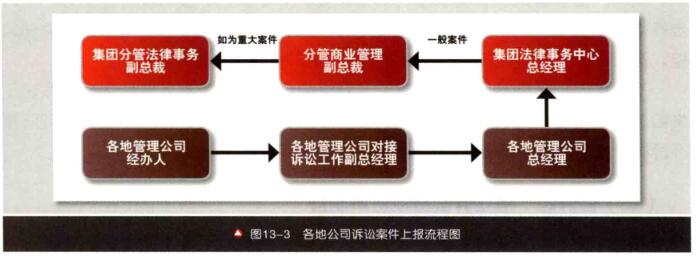 如为重大案件
一般案件
集团分管法律事务
副总裁
分管商业管理
副总裁
集团法律事务中心
总经理
各地管理公司
经办人
各地管理公司对接
诉讼工作副总经理
各地管理公司
总经理
图13-3 各地公司诉讼案件上报流程图